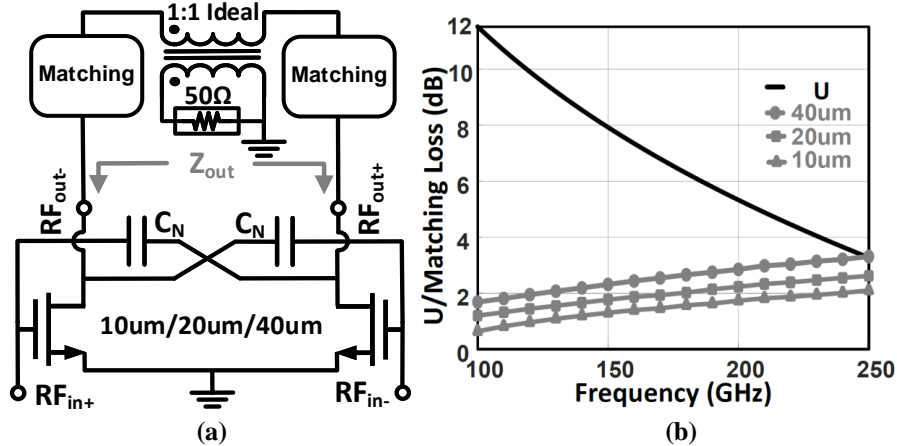 1:1 Ideal
Matching
Matching
50Ω
Zout
RFout-
RFout+
CN
CN
10um/20um/40um
RFin+
RFin-
(a)
U/Matching Loss (dB)
12
10
8
6
4
2
0
U
40um
20um
10um
100
150
200
250
Frequency (GHz)
(b)